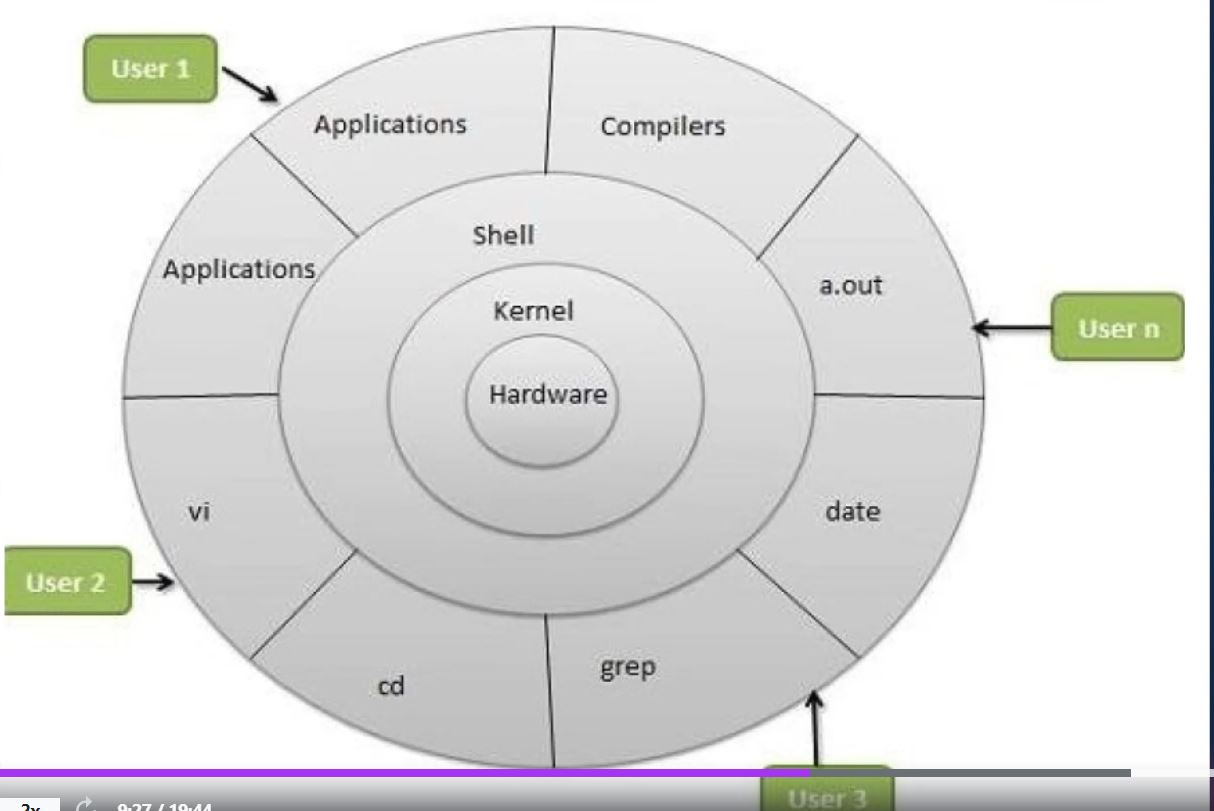 User 1
Applications
Compilers
Shell
Applications
a.out
Kernel
User n
Hardware
vi
date
User 2
grep
cd
User 3
2x
9:27 / 19:44